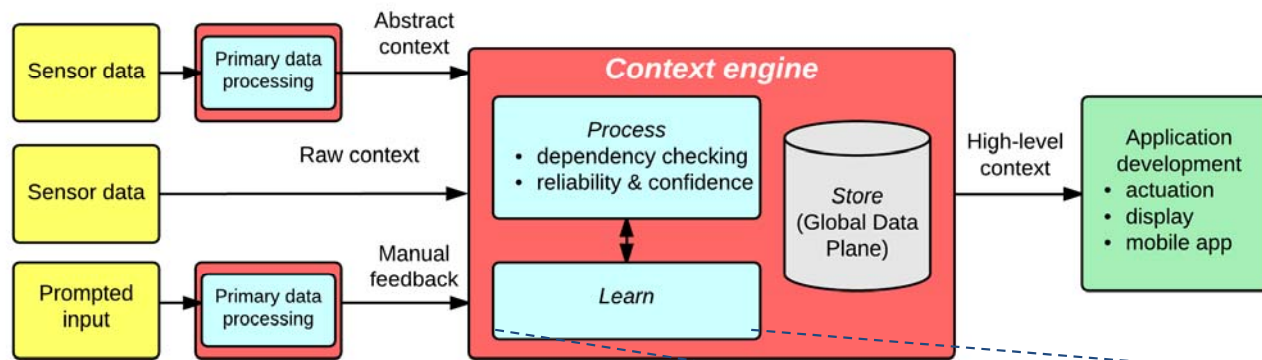 Sensor data
Primary data
processing
Abstract
context
Sensor data
Raw context
Prompted
input
Primary data
processing
Manual
feedback
Context engine
Process
• dependency checking
• reliability & confidence
Learn
Store
(Global Data
Plane)
High-level
context
Application
development
• actuation
• display
• mobile app